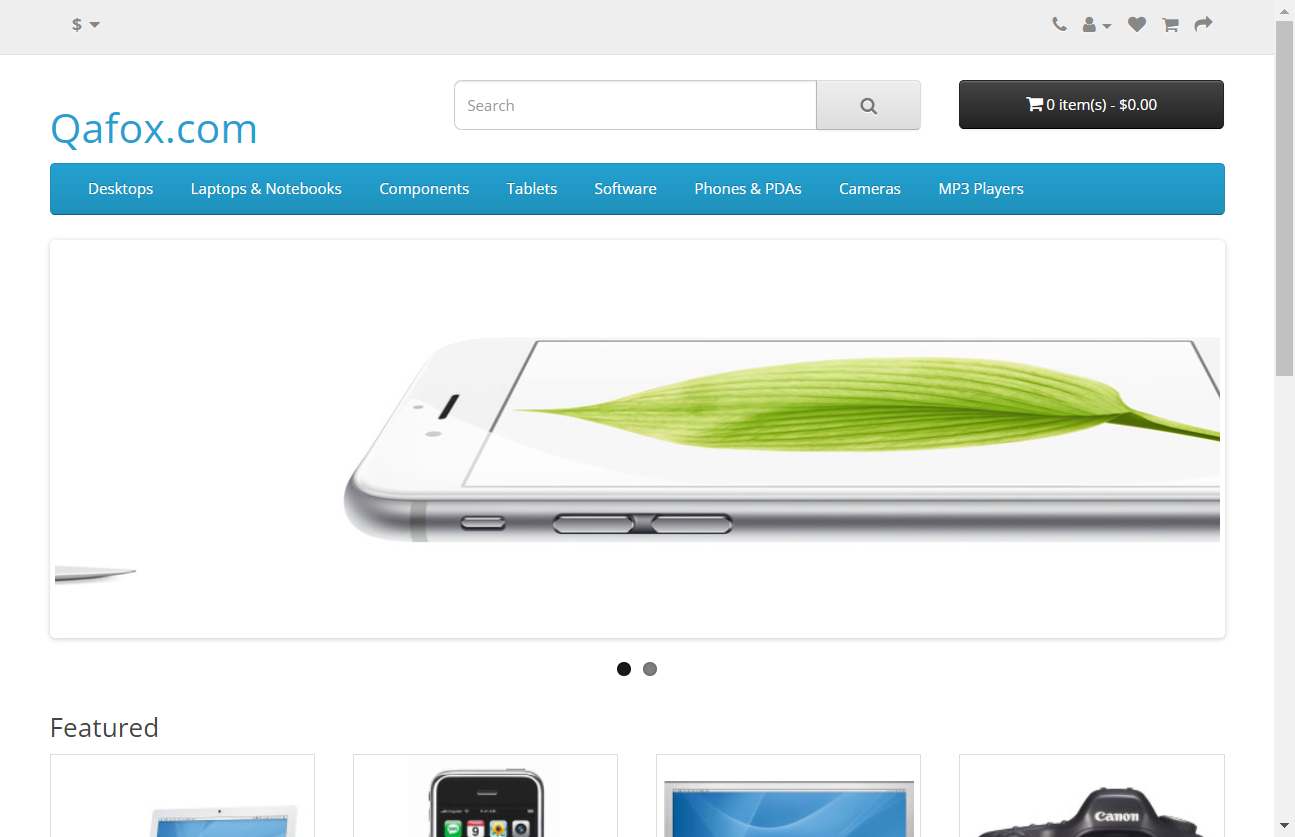 $
Search
0 item(s) - $0.00
Qafox.com
Desktops Laptops & Notebooks Components Tablets Software Phones & PDAs Cameras MP3 Players
Featured
9
Canon